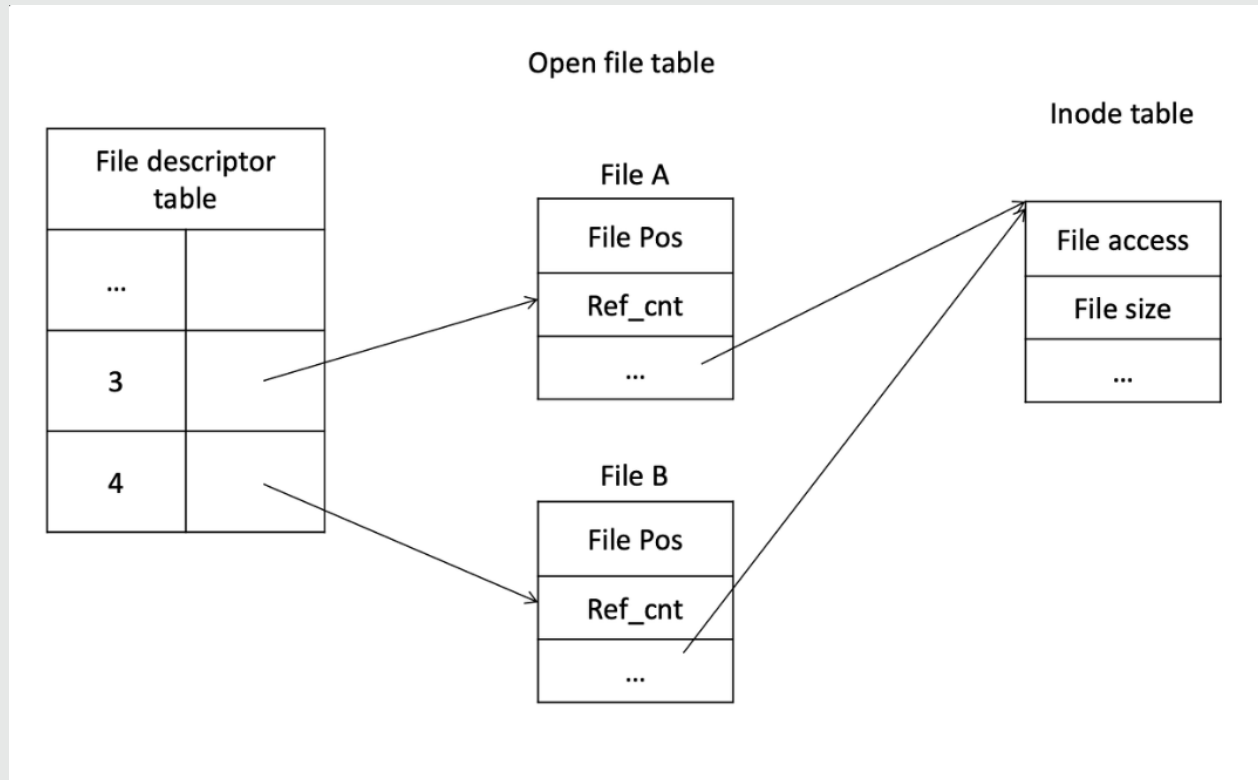 Open file table
Inode table
File descriptor
table
...
3
4
File A
File Pos
Ref_cnt
...
File B
File Pos
Ref_cnt
...
File access
File size
...